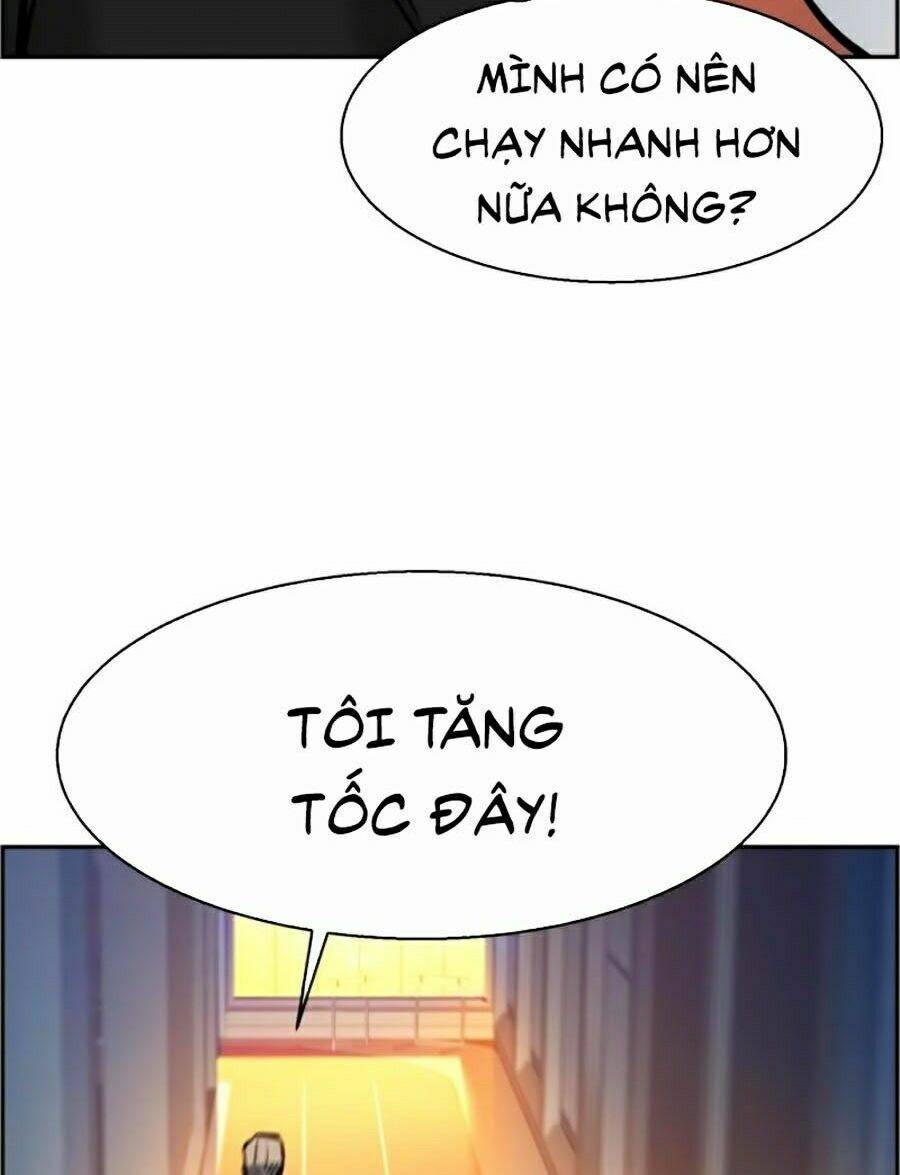 MÌNH CÓ NÊN
CHẠY NHANH HƠN
NỮA KHÔNG?
TÔI TĂNG
TỐC ĐÂY!